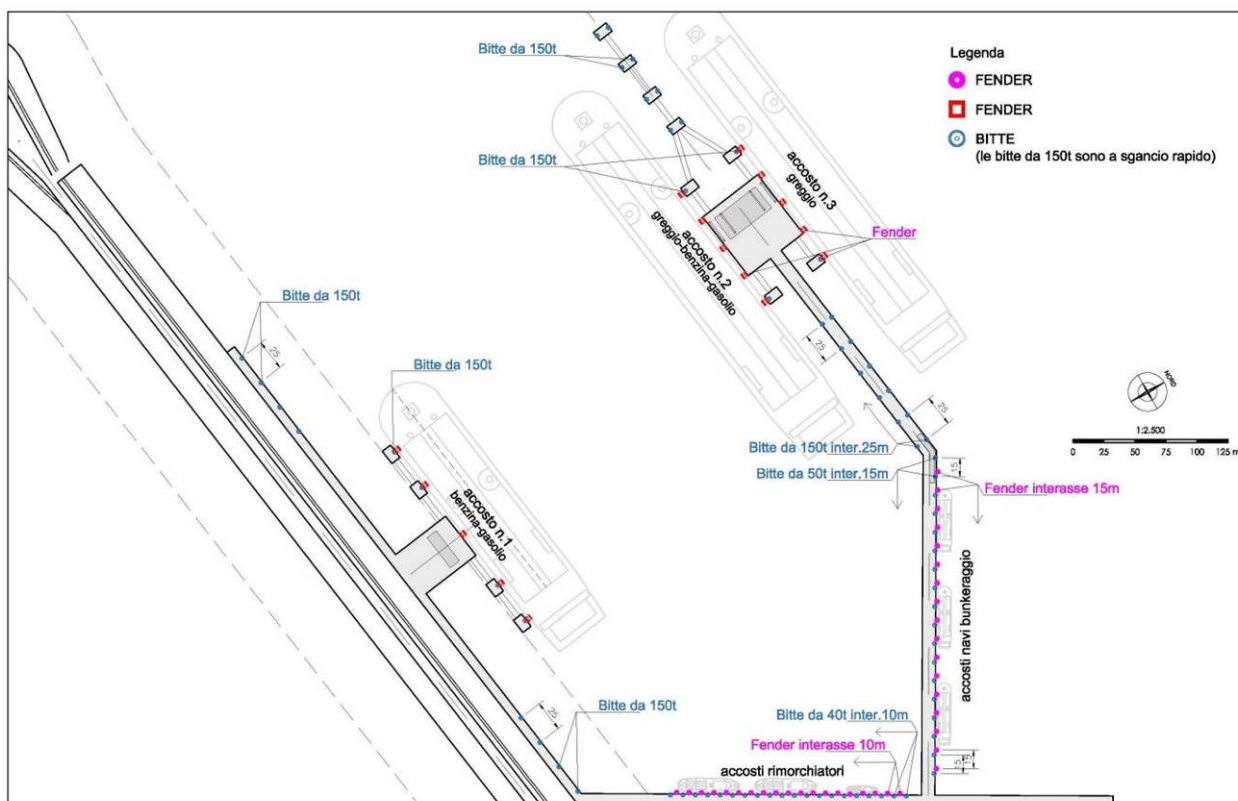 Legenda
FENDER
FENDER
BITTE
(le bitte da 150t sono a sgancio rapido)
Bitte da 150t
Bitte da 150t
accosto n.3
greggio
Fender
accosto n.2
greggio-benzina-gasolio
Bitte da 150t
25
25
Bitte da 150t
accosto n.1
benzina-gasolio
25
NORD
1:2.500
0 25 50 75 100 125 m
Bitte da 150t inter.25m
Bitte da 50t inter.15m
15
Fender interasse 15m
accosti navi bunkeraggio
Bitte da 150t
25
Bitte da 40t inter.10m
Fender interasse 10m
accosti rimorchiatori
15
15